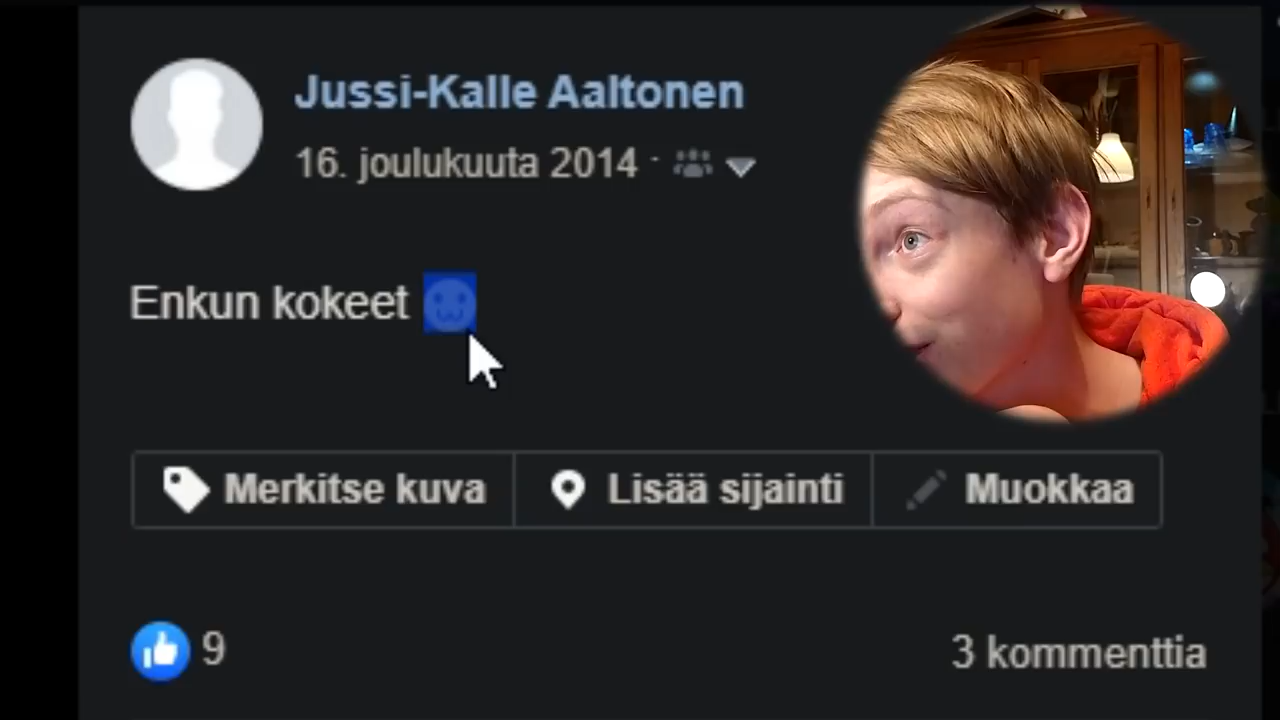 Jussi-Kalle Aaltonen
16. joulukuuta 2014 ·
Enkun kokeet
Merkitse kuva
Lisää sijainti
Muokkaa
9
3 kommenttia